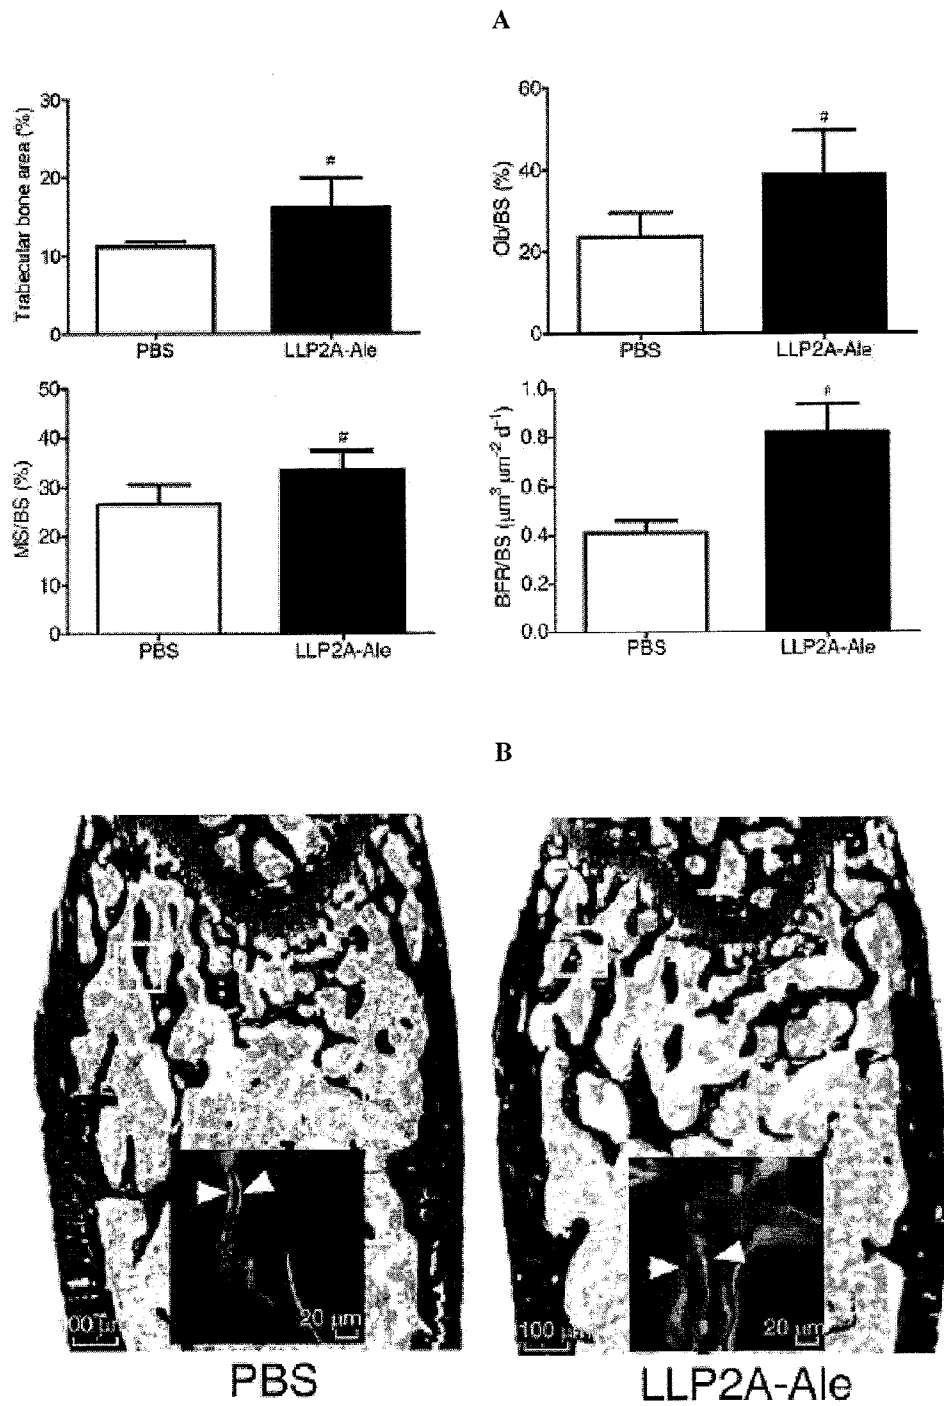 A
Trabecular bone area (%)
30
20
10
0
#
PBS
LLP2A-Ale
Ob/BS (%)
60
40
20
0
#
PBS
LLP2A-Ale
MS/BS (%)
50
40
30
20
10
0
#
PBS
LLP2A-Ale
BFR/BS (μm³ μm⁻² d⁻¹)
1.0
0.8
0.6
0.4
0.2
0.0
#
PBS
LLP2A-Ale
B
20 μm
100 μm
20 μm
PBS
LLP2A-Ale